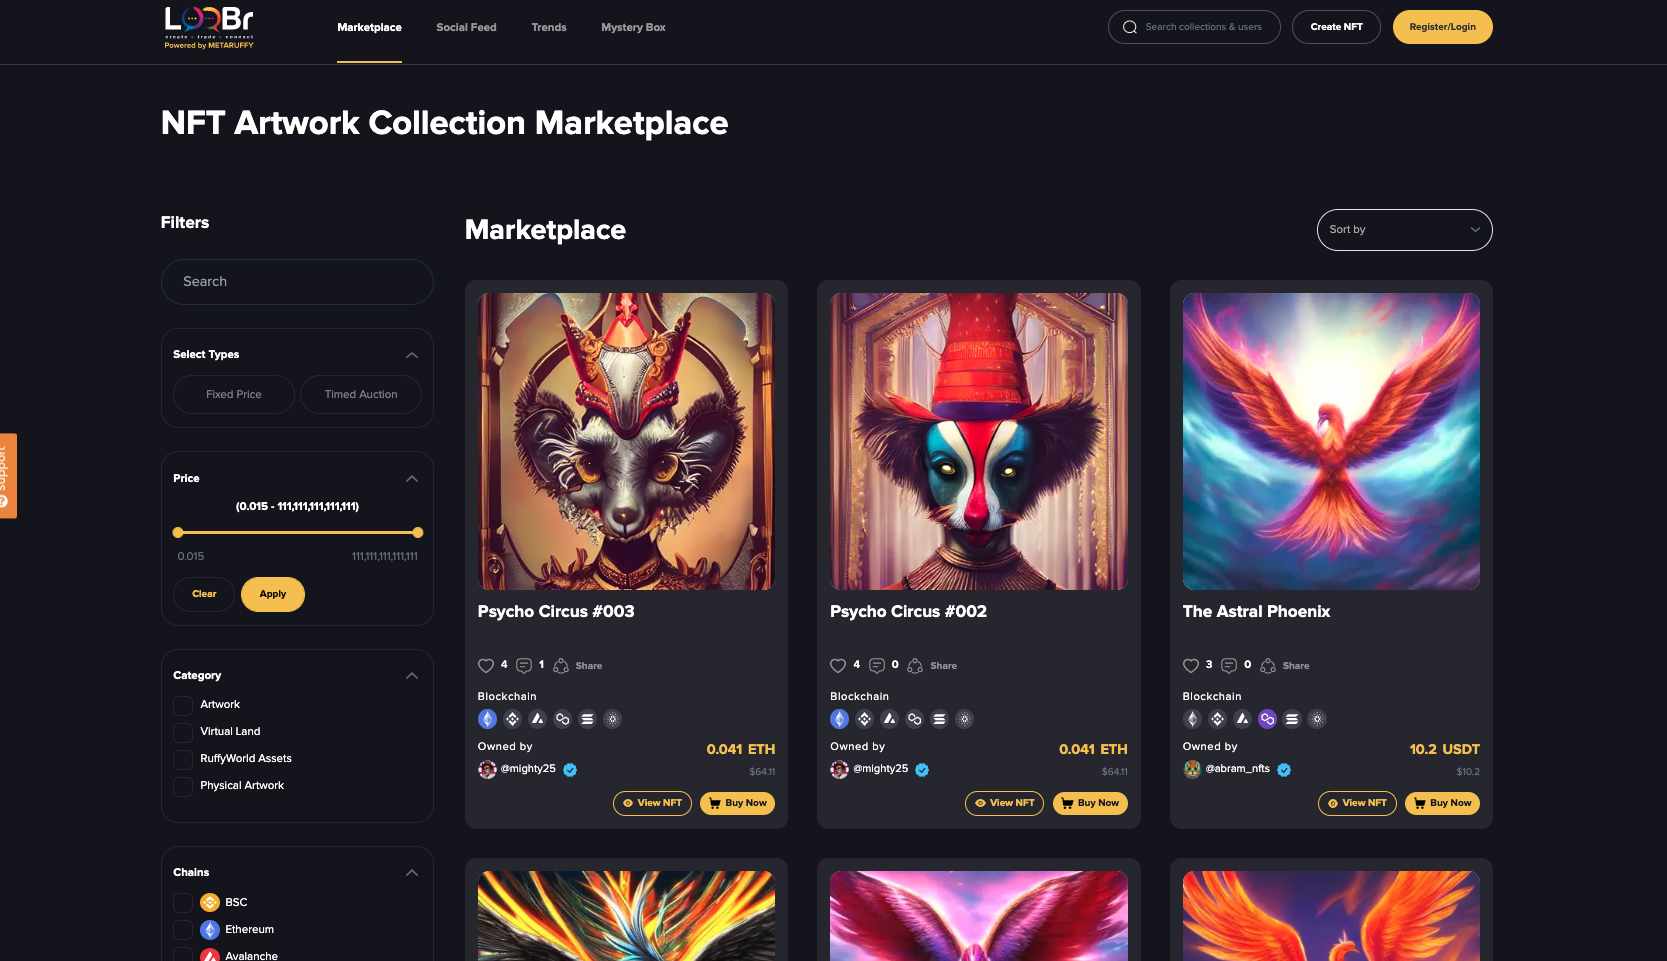 LOOBr
create - trade - connect
Powered by METARUFFY
Marketplace
Social Feed
Trends
Mystery Box
Search collections & users
Create NFT
Register/Login
NFT Artwork Collection Marketplace
Filters
Search
Select Types
Fixed Price
Timed Auction
Price
(0.015 - 111,111,111,111,111)
0.015
111,111,111,111,111
Clear
Apply
Category
Artwork
Virtual Land
RuffyWorld Assets
Physical Artwork
Chains
BSC
Ethereum
Avalanche
support
Marketplace
Sort by
Psycho Circus #003
4
1
Share
Blockchain
Owned by
@mighty25
0.041 ETH
$64.11
View NFT
Buy Now
Psycho Circus #002
4
0
Share
Blockchain
Owned by
@mighty25
0.041 ETH
$64.11
View NFT
Buy Now
The Astral Phoenix
3
0
Share
Blockchain
Owned by
@abram_nfts
10.2 USDT
$10.2
View NFT
Buy Now